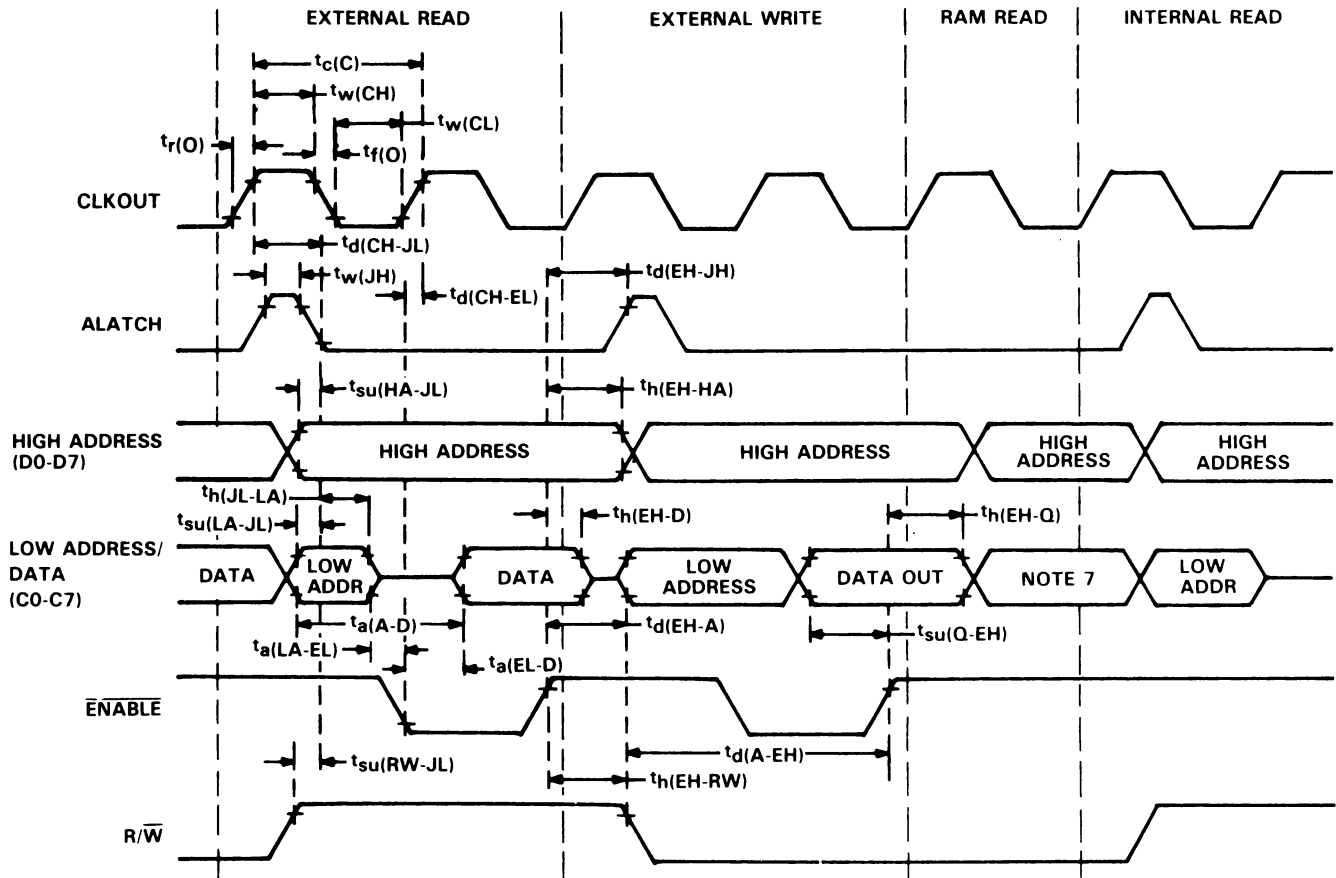 EXTERNAL READ EXTERNAL WRITE RAM READ INTERNAL READ
tc(C)
tw(CH)
tw(CL)
tr(O)
tf(O)
CLKOUT
td(CH-JL)
tw(JH)
td(EH-JH)
td(CH-EL)
ALATCH
tsu(HA-JL)
th(EH-HA)
HIGH ADDRESS
(D0-D7)
HIGH ADDRESS
HIGH ADDRESS
HIGH
ADDRESS
HIGH
ADDRESS
th(JL-LA)
tsu(LA-JL)
th(EH-D)
th(EH-Q)
LOW ADDRESS/
DATA
(C0-C7)
DATA
LOW
ADDR
DATA
LOW
ADDRESS
DATA OUT
NOTE 7
LOW
ADDR
ta(A-D)
td(EH-A)
tsu(Q-EH)
ta(LA-EL)
ta(EL-D)
E̅N̅A̅B̅L̅E̅
td(A-EH)
tsu(RW-JL)
th(EH-RW)
R/W̅